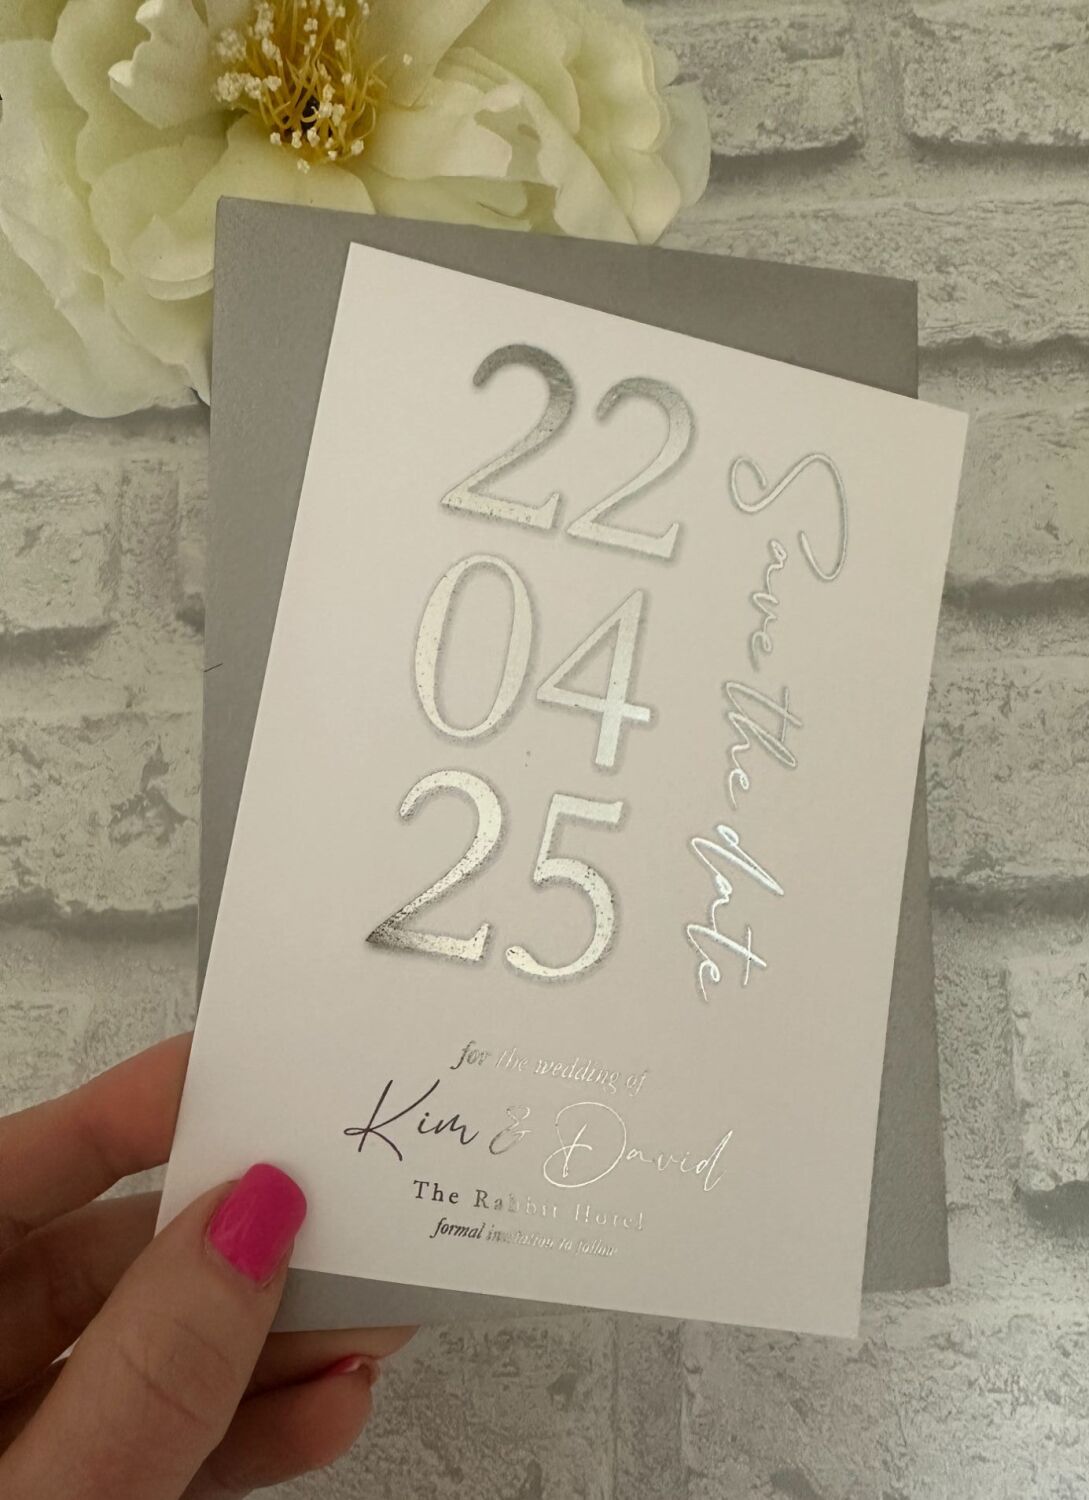 22
04
25
Save the date
for the wedding of
Kim & David
The Rabbit Hotel
formal invitation to follow